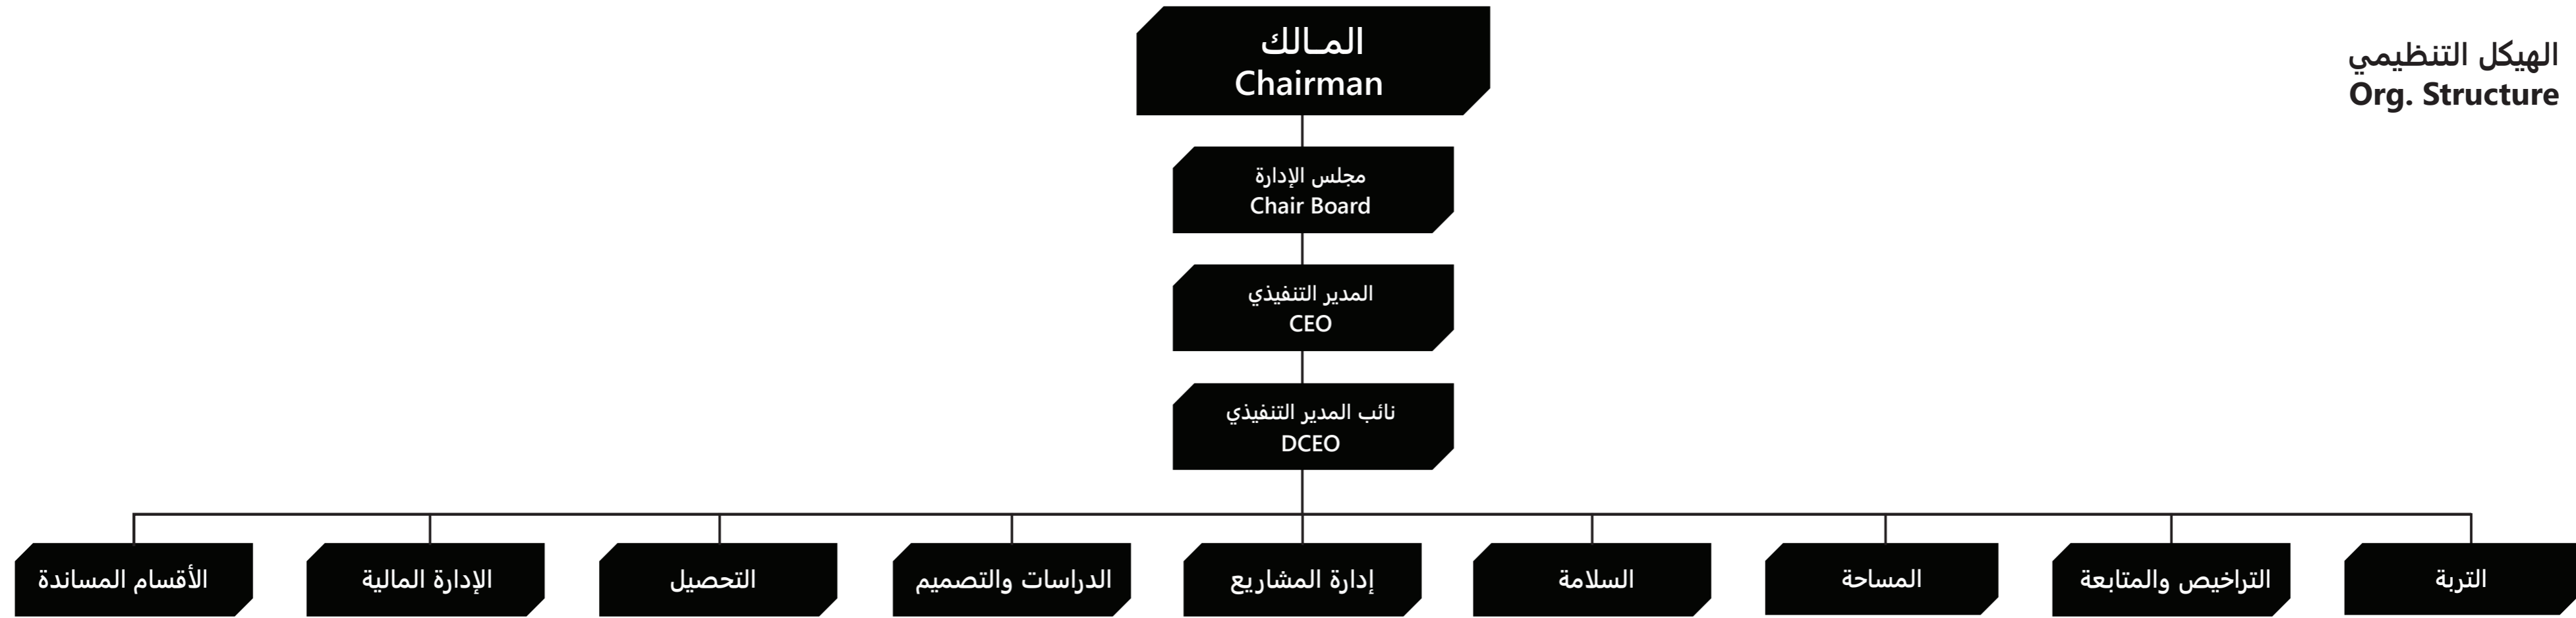 الهيكل التنظيمي
Org. Structure
المـالك
Chairman
مجلس الإدارة
Chair Board
المدير التنفيذي
CEO
نائب المدير التنفيذي
DCEO
التربة
التراخيص والمتابعة
المساحة
السلامة
إدارة المشاريع
الدراسات والتصميم
التحصيل
الإدارة المالية
الأقسام المساندة